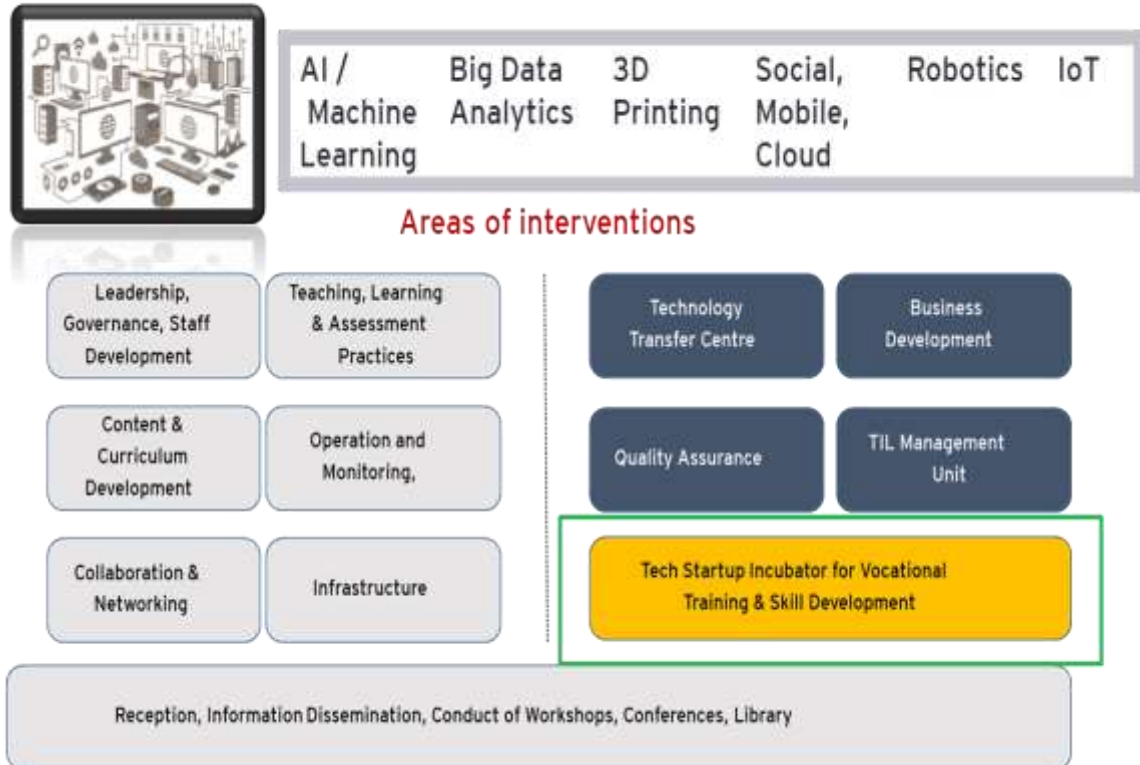 AI /
Machine
Learning
Big Data
Analytics
3D
Printing
Social,
Mobile,
Cloud
Robotics
IoT
Areas of interventions
Leadership,
Governance, Staff
Development
Teaching, Learning
& Assessment
Practices
Technology
Transfer Centre
Business
Development
Content &
Curriculum
Development
Operation and
Monitoring,
Quality Assurance
TIL Management
Unit
Collaboration &
Networking
Infrastructure
Tech Startup Incubator for Vocational
Training & Skill Development
Reception, Information Dissemination, Conduct of Workshops, Conferences, Library